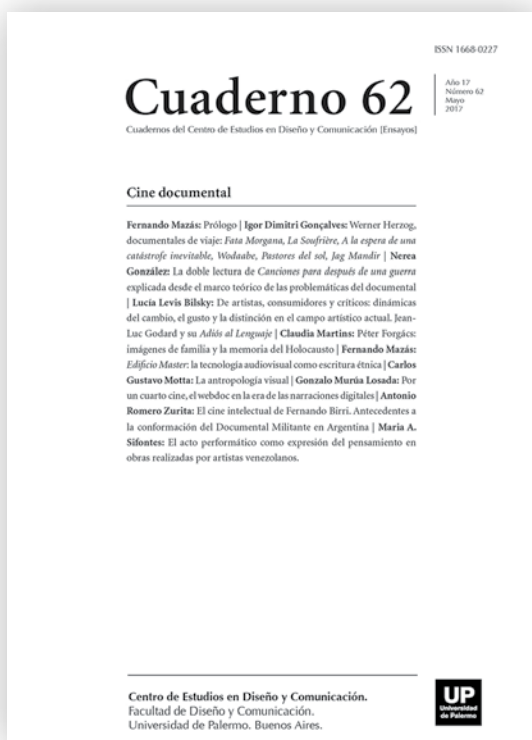 ISSN 1668-0227
Cuaderno 62
Cuadernos del Centro de Estudios en Diseño y Comunicación [Ensayos]
Año 17
Número 62
Mayo
2017
Cine documental
Fernando Mazás: Prólogo | Igor Dimitri Gonçalves: Werner Herzog,
documentales de viaje: Fata Morgana, La Soufrière, A la espera de una
catástrofe inevitable, Wodaabe, Pastores del sol, Jag Mandir | Nerea
González: La doble lectura de Canciones para después de una guerra
explicada desde el marco teórico de las problemáticas del documental
| Lucía Levis Bilsky: De artistas, consumidores y críticos: dinámicas
del cambio, el gusto y la distinción en el campo artístico actual. Jean-
Luc Godard y su Adiós al Lenguaje | Claudia Martins: Péter Forgács:
imágenes de familia y la memoria del Holocausto | Fernando Mazás:
Edificio Master: la tecnología audiovisual como escritura étnica | Carlos
Gustavo Motta: La antropología visual | Gonzalo Murúa Losada: Por
un cuarto cine, el webdoc en la era de las narraciones digitales | Antonio
Romero Zurita: El cine intelectual de Fernando Birri. Antecedentes a
la conformación del Documental Militante en Argentina | Maria A.
Sifontes: El acto performático como expresión del pensamiento en
obras realizadas por artistas venezolanos.
Centro de Estudios en Diseño y Comunicación.
Facultad de Diseño y Comunicación.
Universidad de Palermo. Buenos Aires.
UP
Universidad
de Palermo